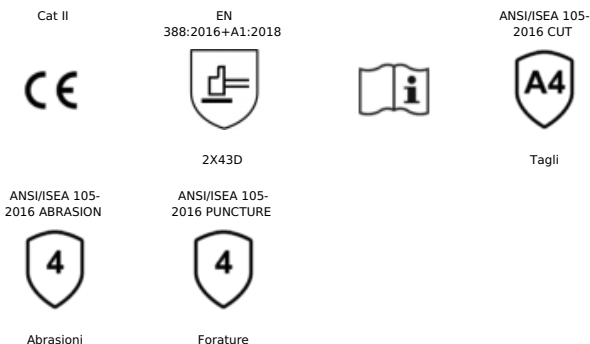 Cat II
EN
388:2016+A1:2018
ANSI/ISEA 105-
2016 CUT
CE
i
A4
2X43D
Tagli
ANSI/ISEA 105-
2016 ABRASION
ANSI/ISEA 105-
2016 PUNCTURE
4
4
Abrasioni
Forature